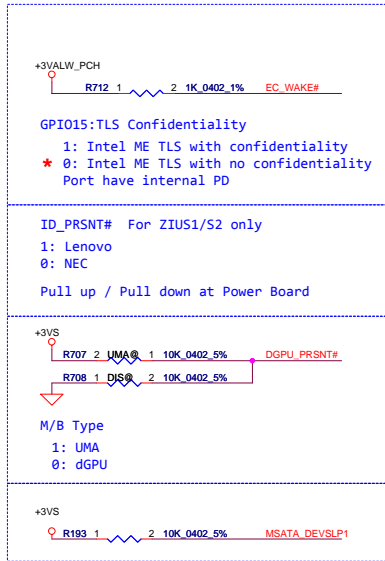 +3VALW_PCH
R712 1 2 1K_0402_1% EC_WAKE#
GPIO15:TLS Confidentiality
1: Intel ME TLS with confidentiality
* 0: Intel ME TLS with no confidentiality
Port have internal PD
ID_PRSNT# For ZIUS1/S2 only
1: Lenovo
0: NEC
Pull up / Pull down at Power Board
+3VS
R707 2 UMA@ 1 10K_0402_5% DGPU_PRSNT#
R708 1 DIS@ 2 10K_0402_5%
M/B Type
1: UMA
0: dGPU
+3VS
R193 1 2 10K_0402_5% MSATA_DEVSLP1